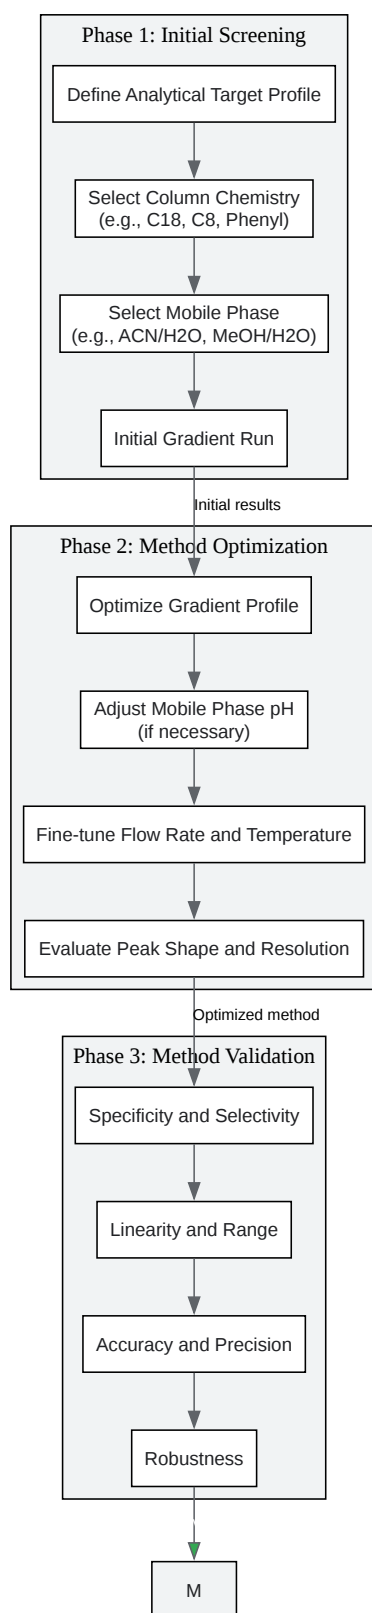 Phase 1: Initial Screening
Define Analytical Target Profile
Select Column Chemistry
(e.g., C18, C8, Phenyl)
Select Mobile Phase
(e.g., ACN/H2O, MeOH/H2O)
Initial Gradient Run
Initial results
Phase 2: Method Optimization
Optimize Gradient Profile
Adjust Mobile Phase pH
(if necessary)
Fine-tune Flow Rate and Temperature
Evaluate Peak Shape and Resolution
Optimized method
Phase 3: Method Validation
Specificity and Selectivity
Linearity and Range
Accuracy and Precision
Robustness
M